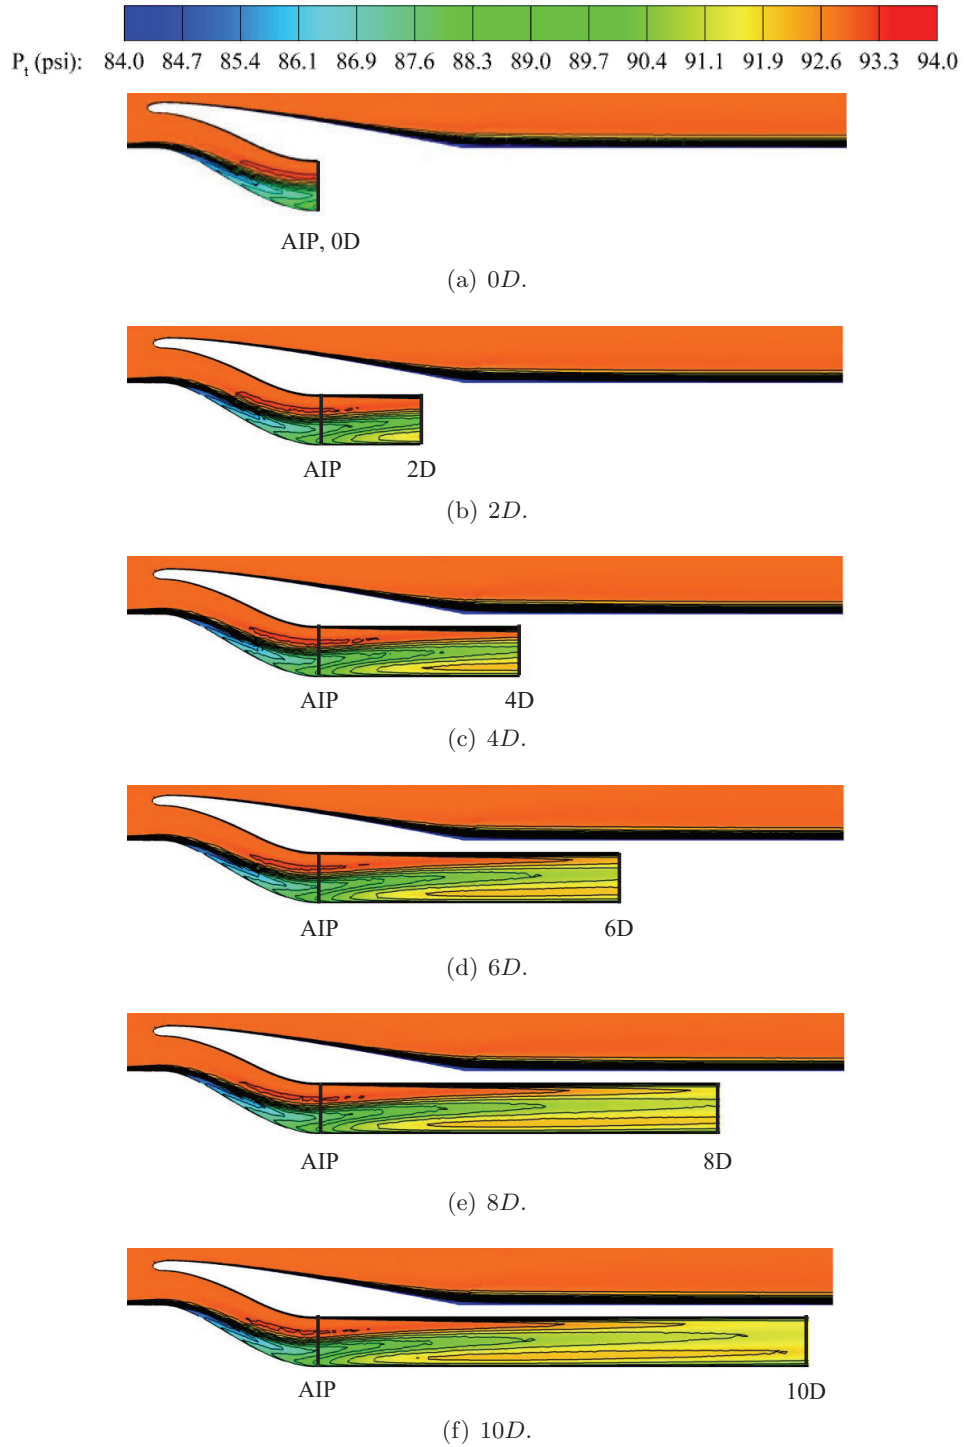 P_t (psi): 84.0 84.7 85.4 86.1 86.9 87.6 88.3 89.0 89.7 90.4 91.1 91.9 92.6 93.3 94.0
AIP, 0D
(a) 0D.
AIP 2D
(b) 2D.
AIP 4D
(c) 4D.
AIP 6D
(d) 6D.
AIP 8D
(e) 8D.
AIP 10D
(f) 10D.